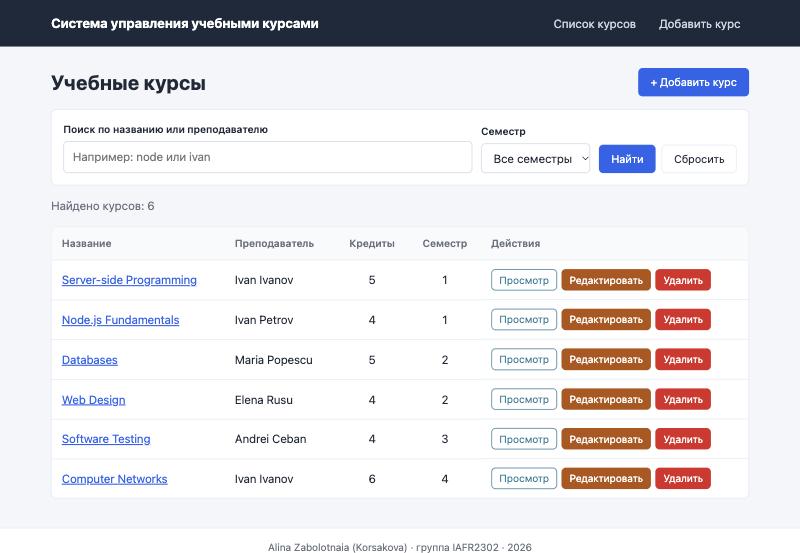 Система управления учебными курсами Список курсов Добавить курс
Учебные курсы + Добавить курс
Поиск по названию или преподавателю Семестр
Например: node или ivan Все семестры Найти Сбросить
Найдено курсов: 6
Название Преподаватель Кредиты Семестр Действия
Server-side Programming Ivan Ivanov 5 1 Просмотр Редактировать Удалить
Node.js Fundamentals Ivan Petrov 4 1 Просмотр Редактировать Удалить
Databases Maria Popescu 5 2 Просмотр Редактировать Удалить
Web Design Elena Rusu 4 2 Просмотр Редактировать Удалить
Software Testing Andrei Ceban 4 3 Просмотр Редактировать Удалить
Computer Networks Ivan Ivanov 6 4 Просмотр Редактировать Удалить
Alina Zabolotnaia (Korsakova) · группа IAFR2302 · 2026